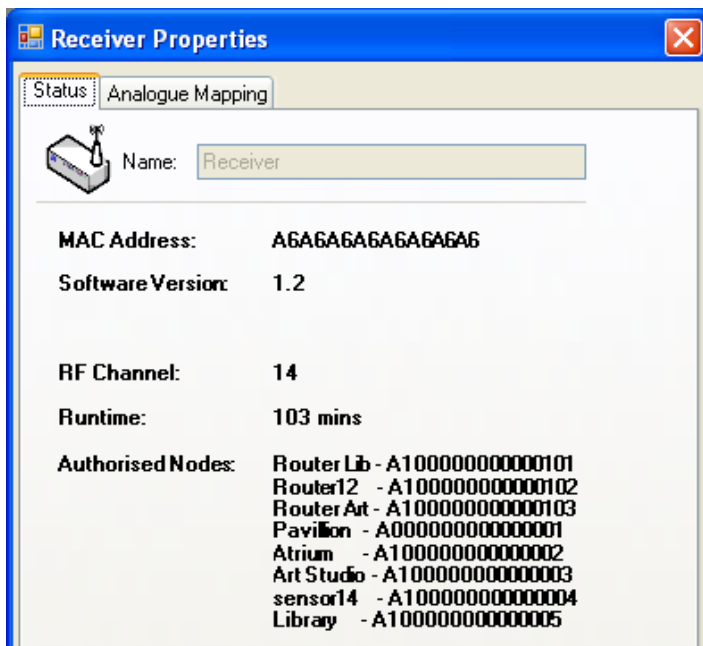 Receiver Properties
Status Analogue Mapping
Name: Receiver
MAC Address: A6A6A6A6A6A6A6A6
Software Version: 1.2
RF Channel: 14
Runtime: 103 mins
Authorised Nodes: Router Lib - A100000000000101
Router12 - A100000000000102
Router Art - A100000000000103
Pavillion - A000000000000001
Atrium - A100000000000002
Art Studio - A100000000000003
sensor14 - A100000000000004
Library - A100000000000005